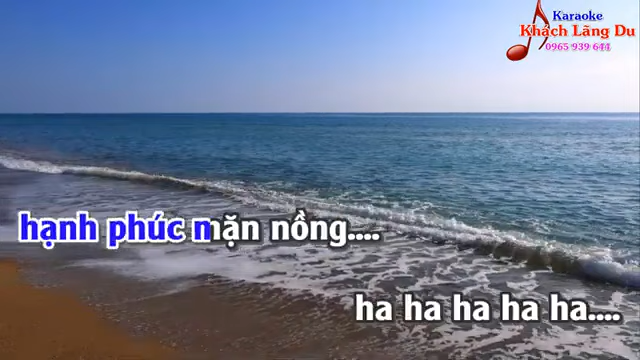 Karaoke
Khách Lãng Du
0965 939 644
hạnh phúc mặn nồng....
ha ha ha ha ha....